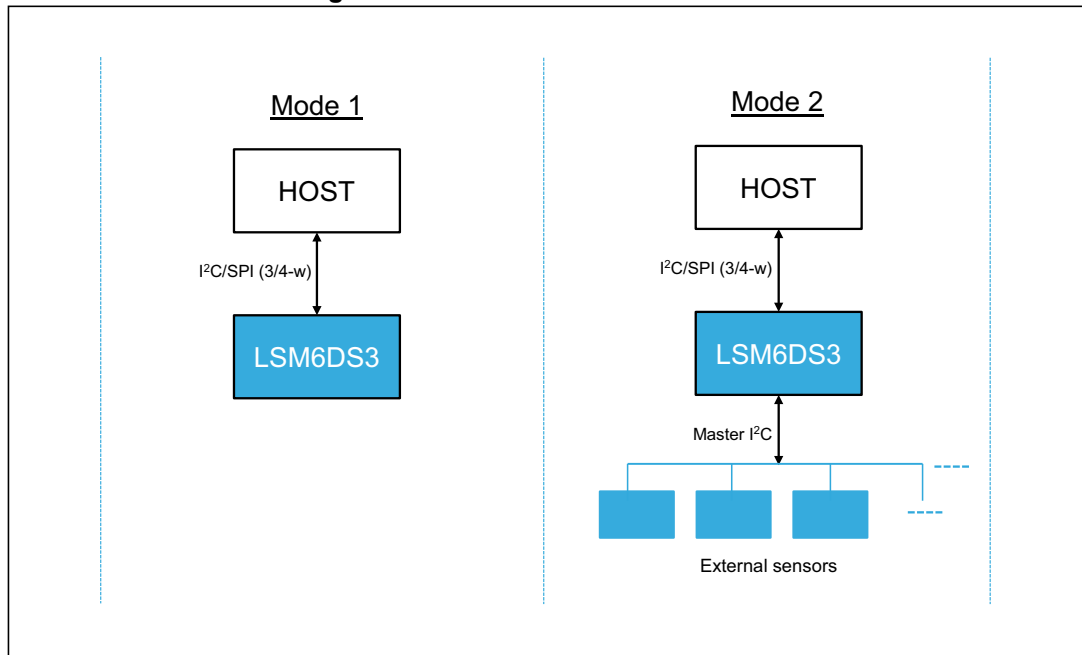 Mode 1
HOST
I²C/SPI (3/4-w)
LSM6DS3
Mode 2
HOST
I²C/SPI (3/4-w)
LSM6DS3
Master I²C
External sensors